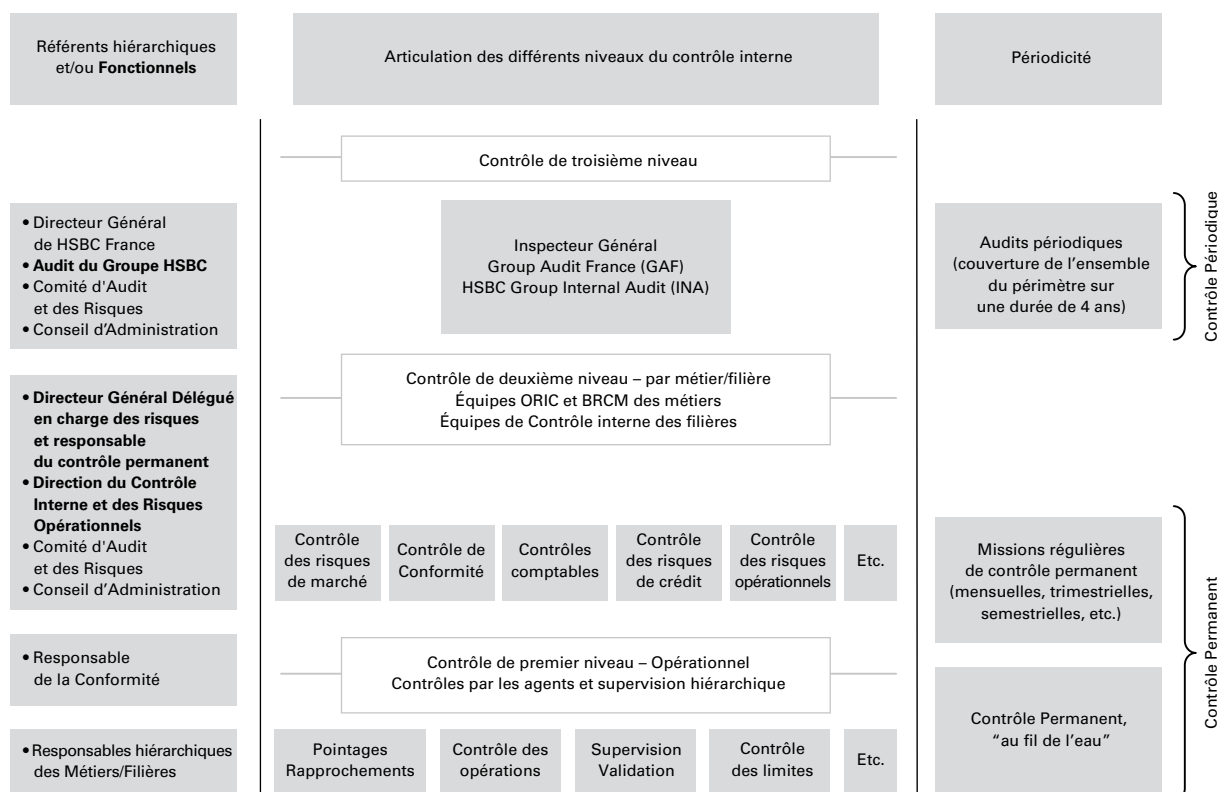 Référents hiérarchiques
et/ou Fonctionnels
Articulation des différents niveaux du contrôle interne
Périodicité
Contrôle de troisième niveau
• Directeur Général
de HSBC France
• Audit du Groupe HSBC
• Comité d'Audit
et des Risques
• Conseil d’Administration
Inspecteur Général
Group Audit France (GAF)
HSBC Group Internal Audit (INA)
Audits périodiques
(couverture de l’ensemble
du périmètre sur
une durée de 4 ans)
Contrôle Périodique
Contrôle de deuxième niveau – par métier/filière
Équipes ORIC et BRCM des métiers
Équipes de Contrôle interne des filières
• Directeur Général Délégué
en charge des risques
et responsable
du contrôle permanent
• Direction du Contrôle
Interne et des Risques
Opérationnels
• Comité d'Audit
et des Risques
• Conseil d’Administration
Contrôle
des risques
de marché
Contrôle de
Conformité
Contrôles
comptables
Contrôle
des risques
de crédit
Contrôle
des risques
opérationnels
Etc.
Missions régulières
de contrôle permanent
(mensuelles, trimestrielles,
semestrielles, etc.)
Contrôle Permanent
• Responsable
de la Conformité
Contrôle de premier niveau – Opérationnel
Contrôles par les agents et supervision hiérarchique
Contrôle Permanent,
“au fil de l’eau”
• Responsables hiérarchiques
des Métiers/Filières
Pointages
Rapprochements
Contrôle des
opérations
Supervision
Validation
Contrôle
des limites
Etc.